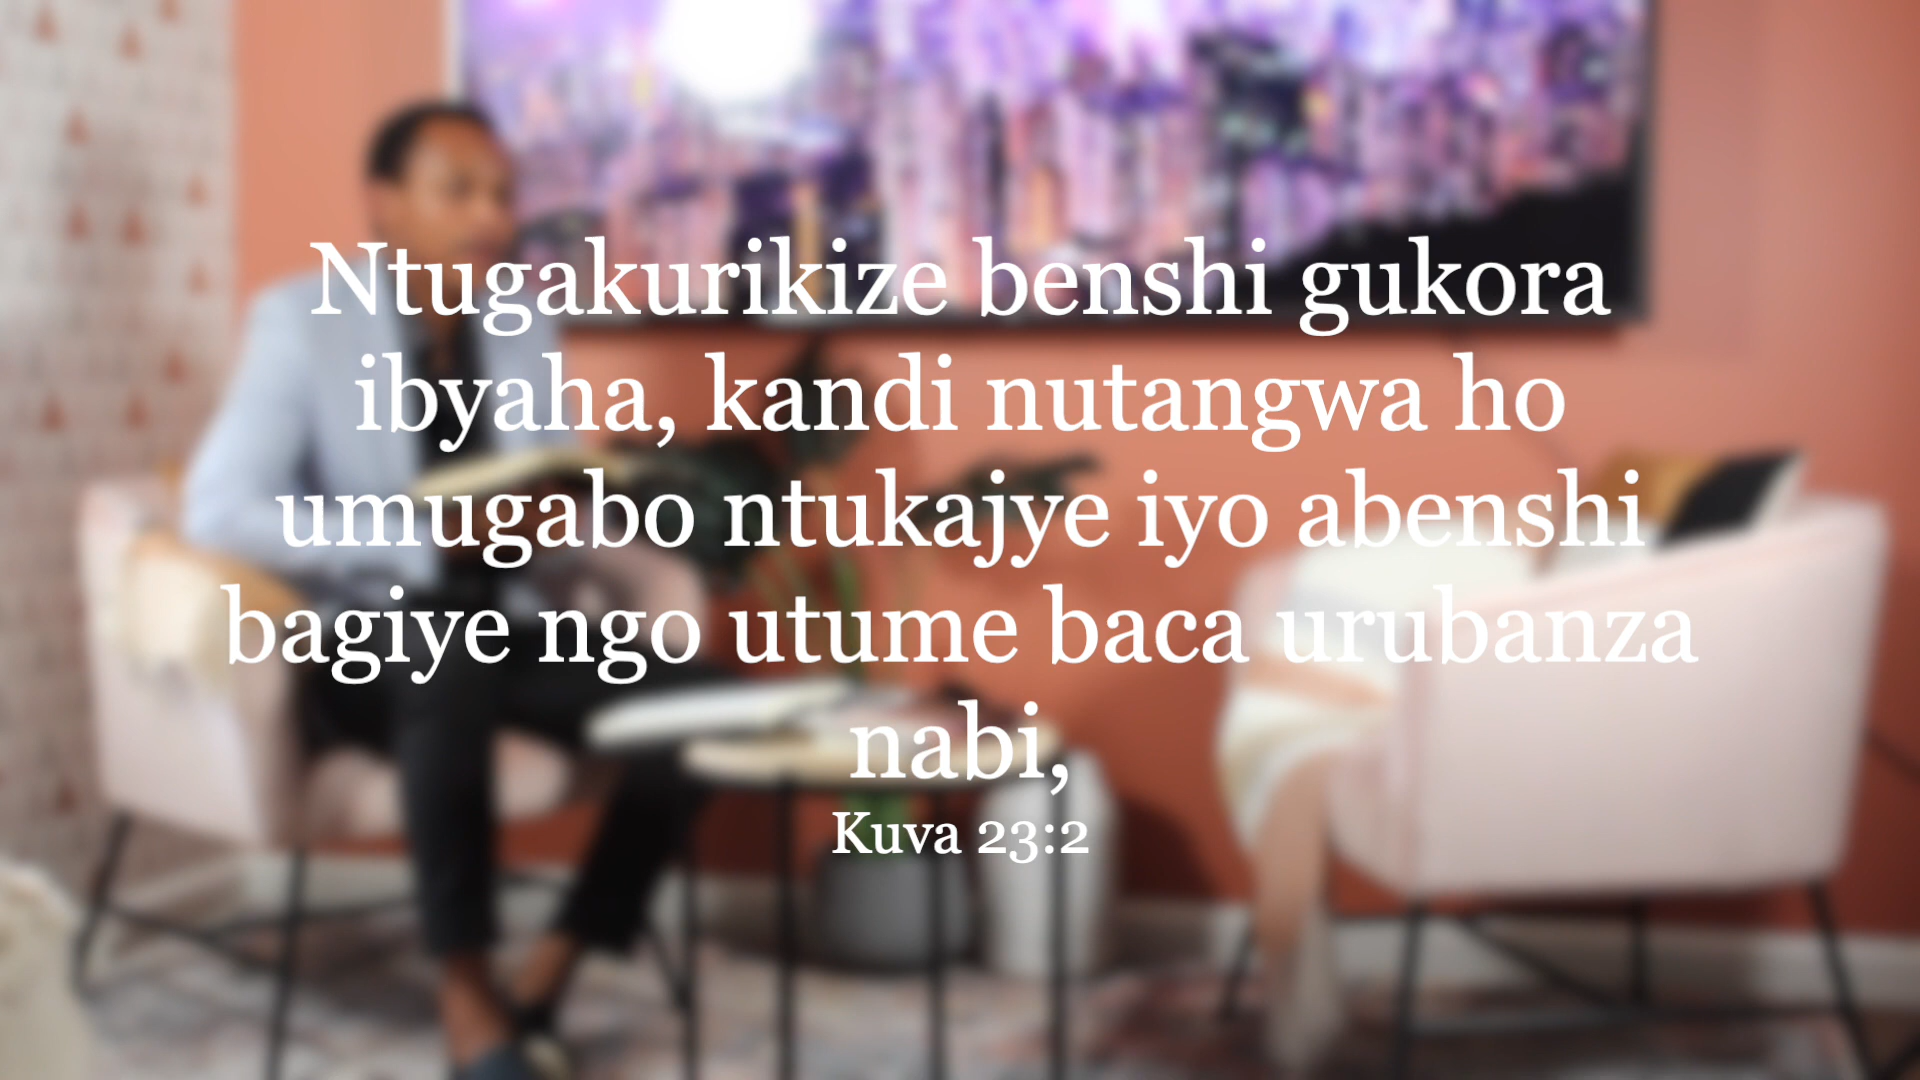 Ntugakurikize benshi gukora
ibyaha, kandi nutangwa ho
umugabo ntukajye iyo abenshi
bagiye ngo utume baca urubanza
nabi,
Kuva 23:2